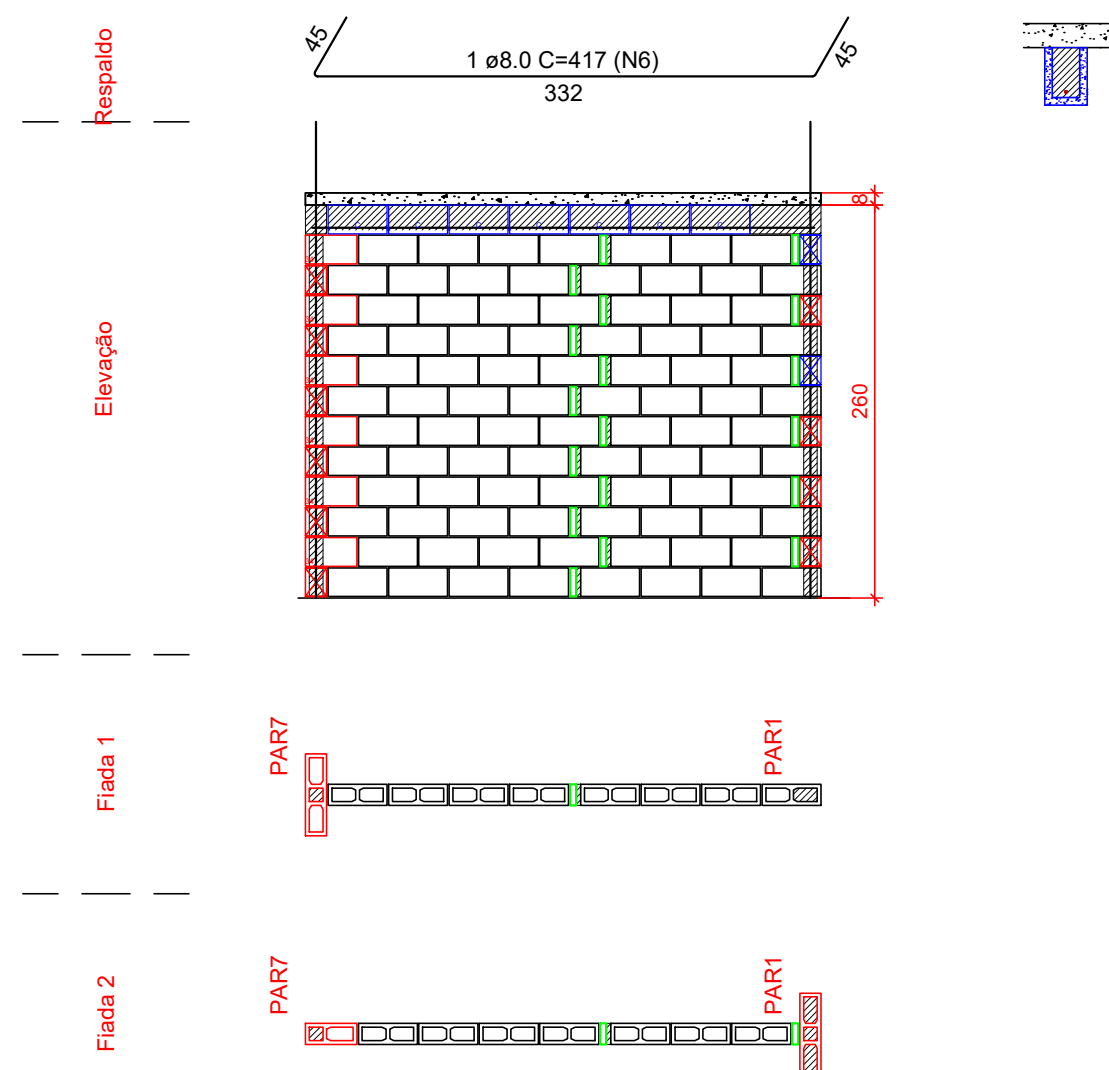 Respaldo
45
1 ø8.0 C=417 (N6)
45
332
Elevação
8
260
Fiada 1
PAR7
PAR1
Fiada 2
PAR7
PAR1